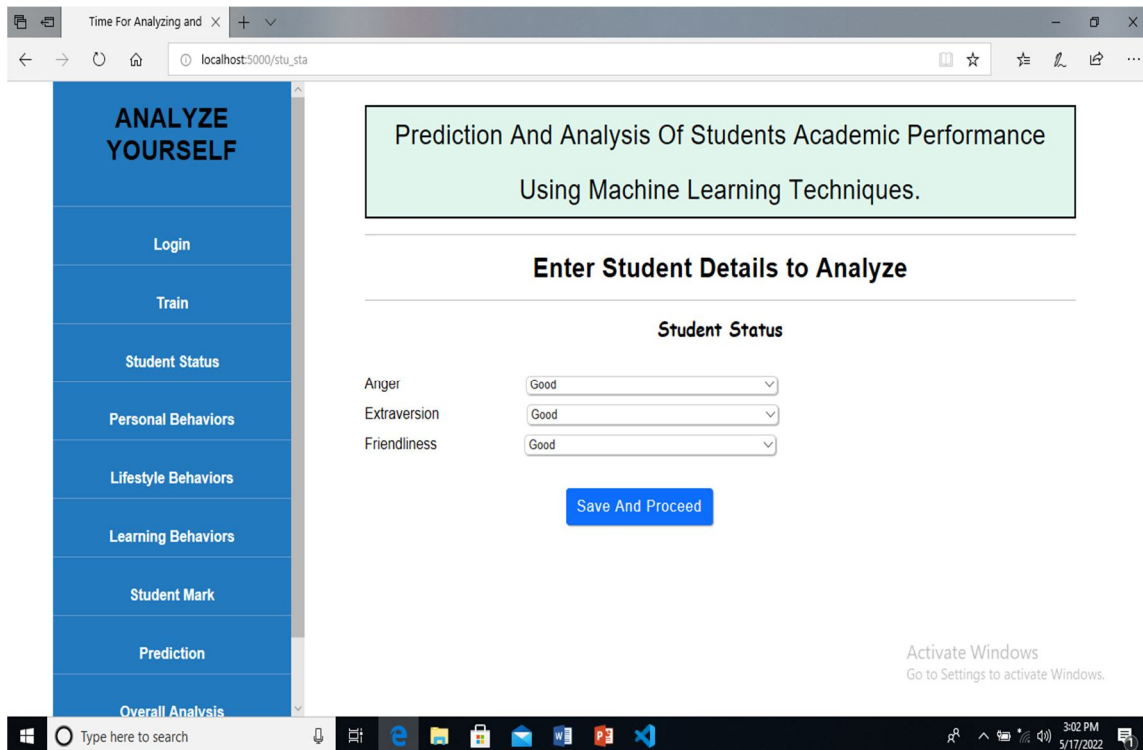 Time For Analyzing and
localhost:5000/stu_sta
ANALYZE
YOURSELF
Login
Train
Student Status
Personal Behaviors
Lifestyle Behaviors
Learning Behaviors
Student Mark
Prediction
Overall Analysis
Prediction And Analysis Of Students Academic Performance
Using Machine Learning Techniques.
Enter Student Details to Analyze
Student Status
Anger Good
Extraversion Good
Friendliness Good
Save And Proceed
Activate Windows
Go to Settings to activate Windows.
Type here to search
3:02 PM
5/17/2022